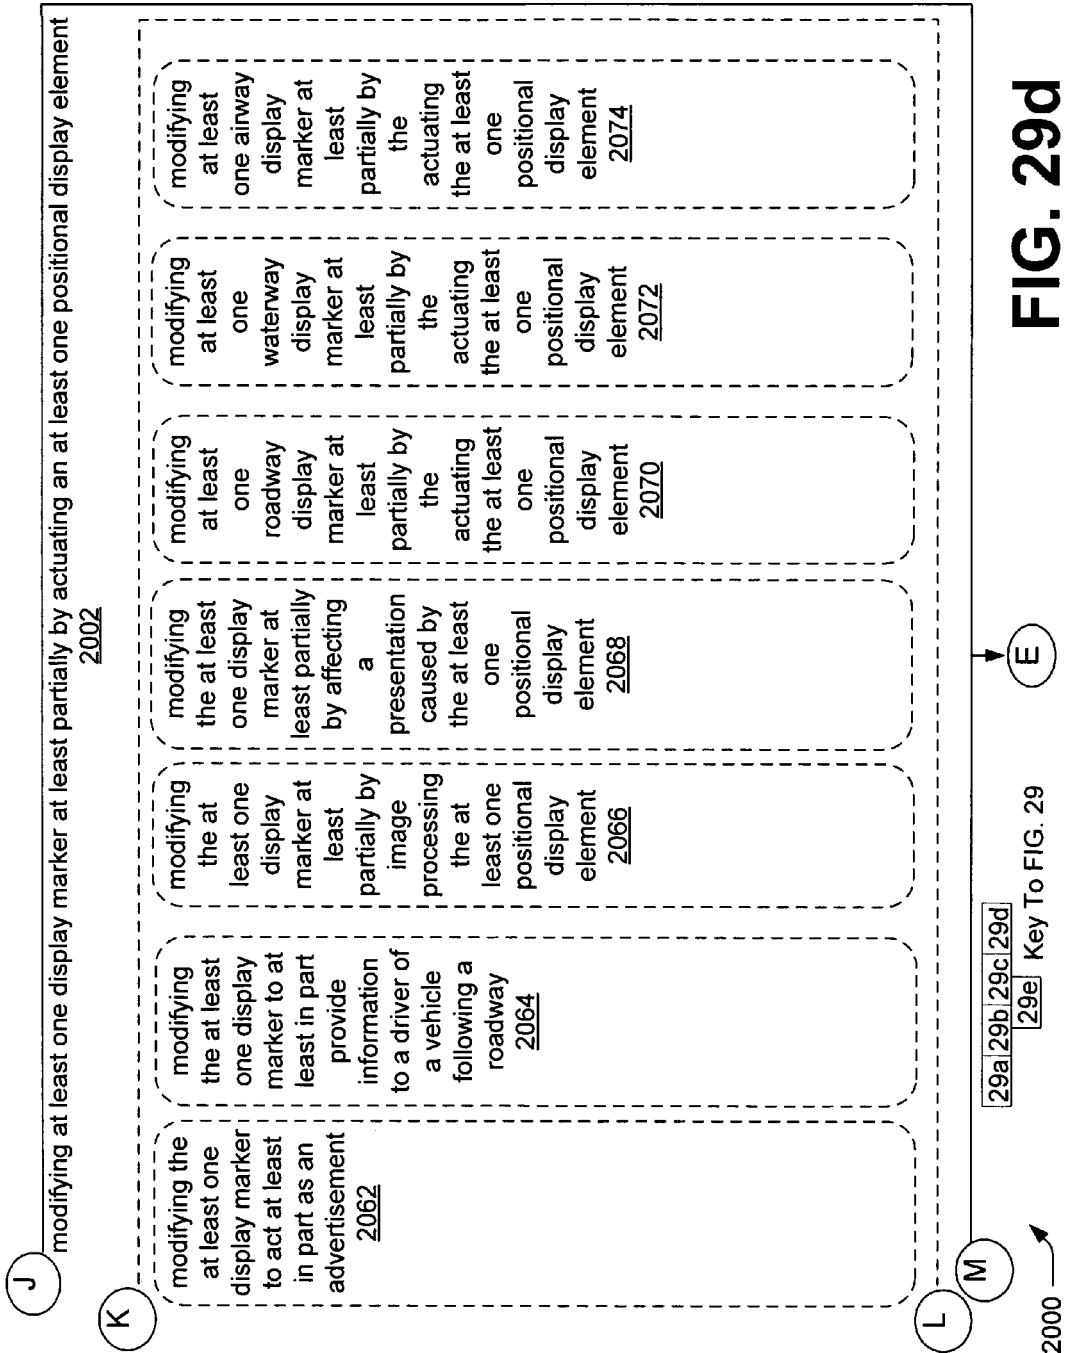 J
modifying at least one display marker at least partially by actuating an at least one positional display element
2002
K
modifying the
at least one
display marker
to act at least
in part as an
advertisement
2062
modifying
the at least
one display
marker to at
least in part
provide
information
to a driver of
a vehicle
following a
roadway
2064
modifying
the at
least one
display
marker at
least
partially by
image
processing
the at
least one
positional
display
element
2066
modifying
the at least
one display
marker at
least partially
by affecting
a
presentation
caused by
the at least
one
positional
display
element
2068
modifying
at least
one
roadway
display
marker at
least
partially by
the
actuating
the at least
one
positional
display
element
2070
modifying
at least
one
waterway
display
marker at
least
partially by
the
actuating
the at least
one
positional
display
element
2072
modifying
at least
one airway
display
marker at
least
partially by
the
actuating
the at least
one
positional
display
element
2074
L
M
E
2000
29a 29b 29c 29d
29e Key To FIG. 29
FIG. 29d